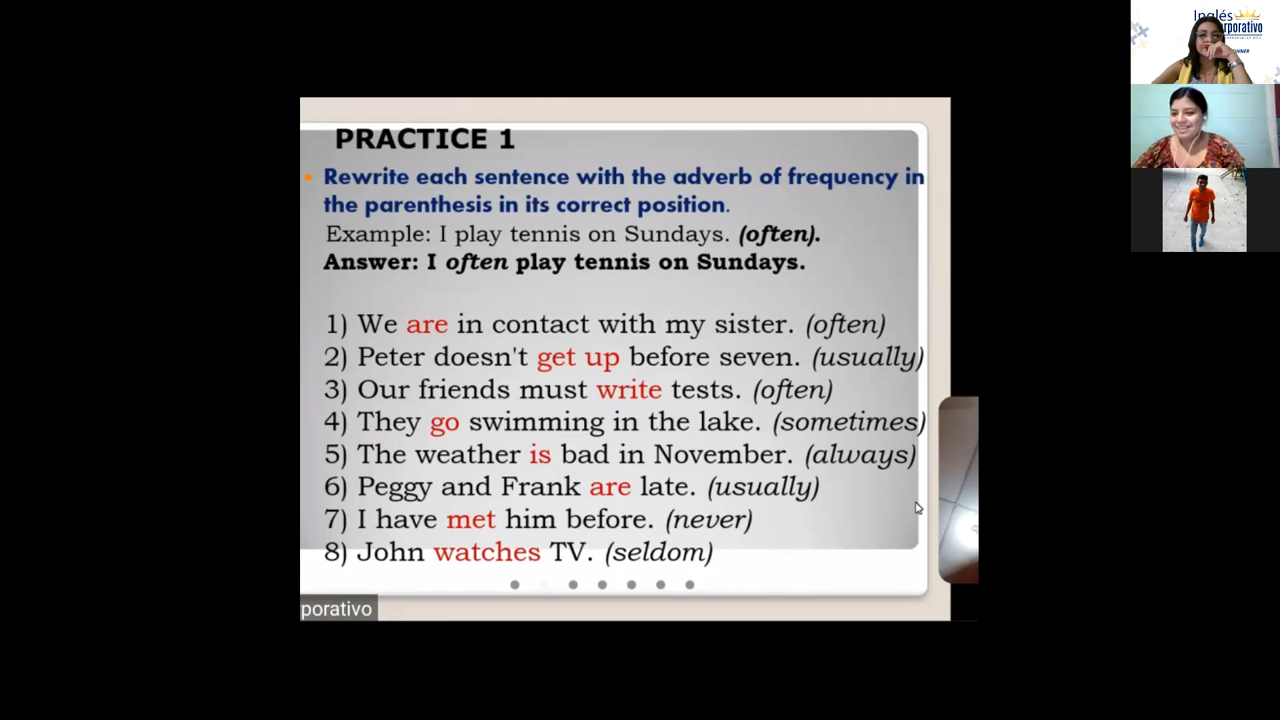 PRACTICE 1
Rewrite each sentence with the adverb of frequency in
the parenthesis in its correct position.
Example: I play tennis on Sundays. (often).
Answer: I often play tennis on Sundays.
1) We are in contact with my sister. (often)
2) Peter doesn't get up before seven. (usually)
3) Our friends must write tests. (often)
4) They go swimming in the lake. (sometimes)
5) The weather is bad in November. (always)
6) Peggy and Frank are late. (usually)
7) I have met him before. (never)
8) John watches TV. (seldom)
porativo
Inglés
rporativo